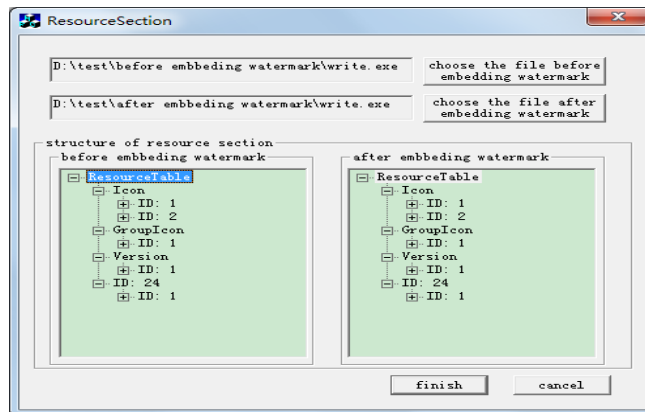 ResourceSection
D:\test\before embbeding watermark\write.exe
choose the file before
embedding watermark
D:\test\after embbeding watermark\write.exe
choose the file after
embedding watermark
structure of resource section
before embbeding watermark
ResourceTable
Icon
ID: 1
ID: 2
GroupIcon
ID: 1
Version
ID: 1
ID: 24
ID: 1
after embbeding watermark
ResourceTable
Icon
ID: 1
ID: 2
GroupIcon
ID: 1
Version
ID: 1
ID: 24
ID: 1
finish
cancel